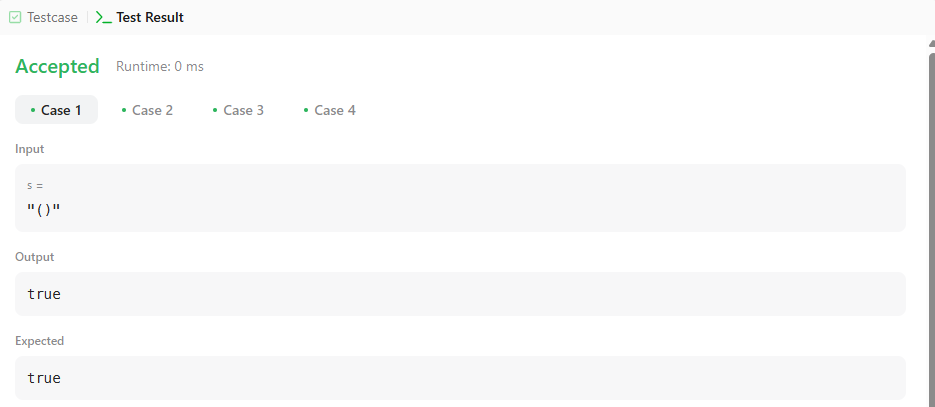 Testcase
>_ Test Result
Accepted Runtime: 0 ms
• Case 1 • Case 2 • Case 3 • Case 4
Input
s =
"()"
Output
true
Expected
true